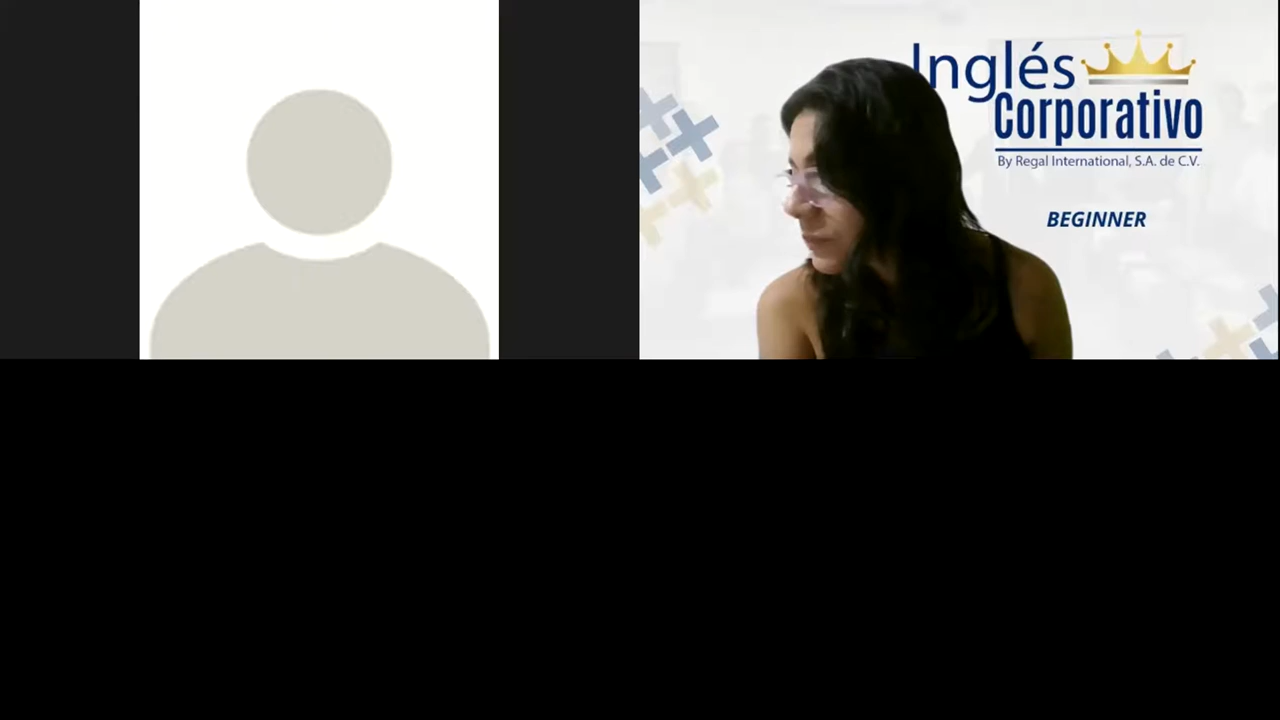 Inglés
Corporativo
By Regal International, S.A. de C.V.
BEGINNER